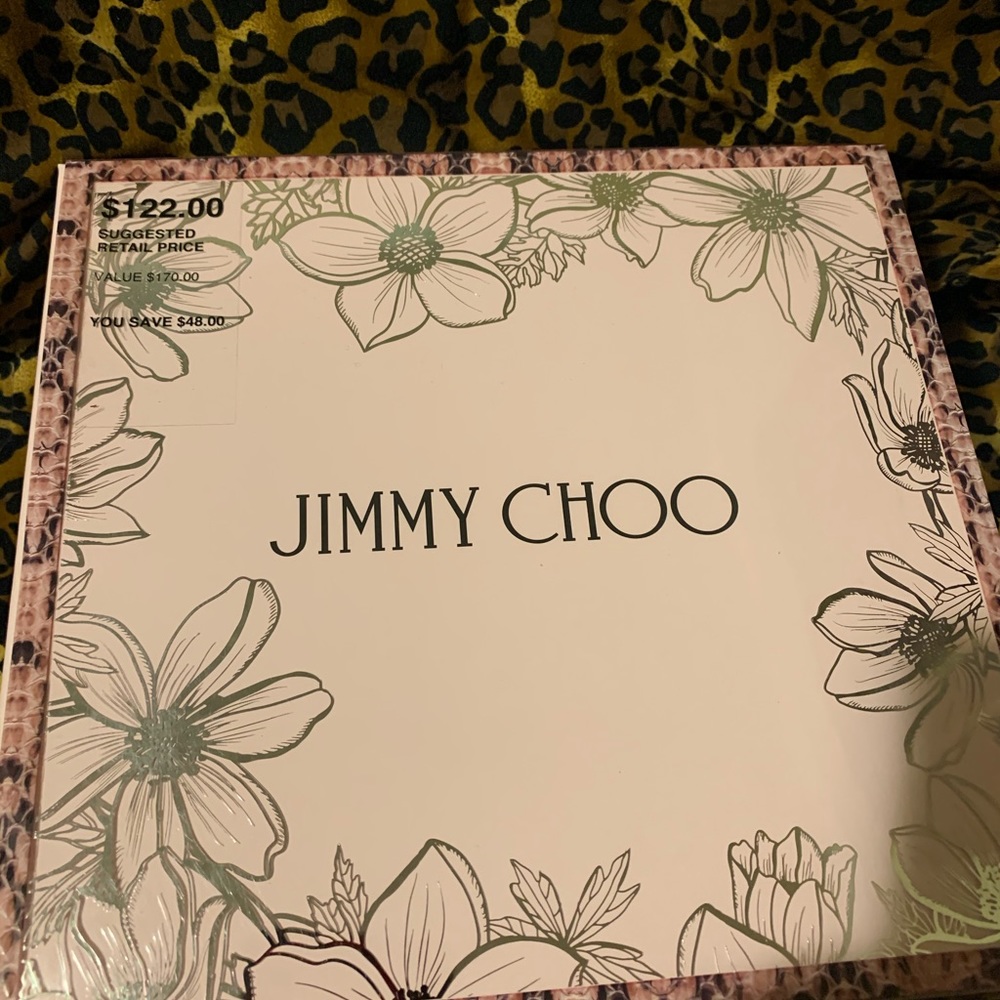 $122.00
SUGGESTED
RETAIL PRICE
VALUE $170.00
YOU SAVE $48.00
JIMMY CHOO